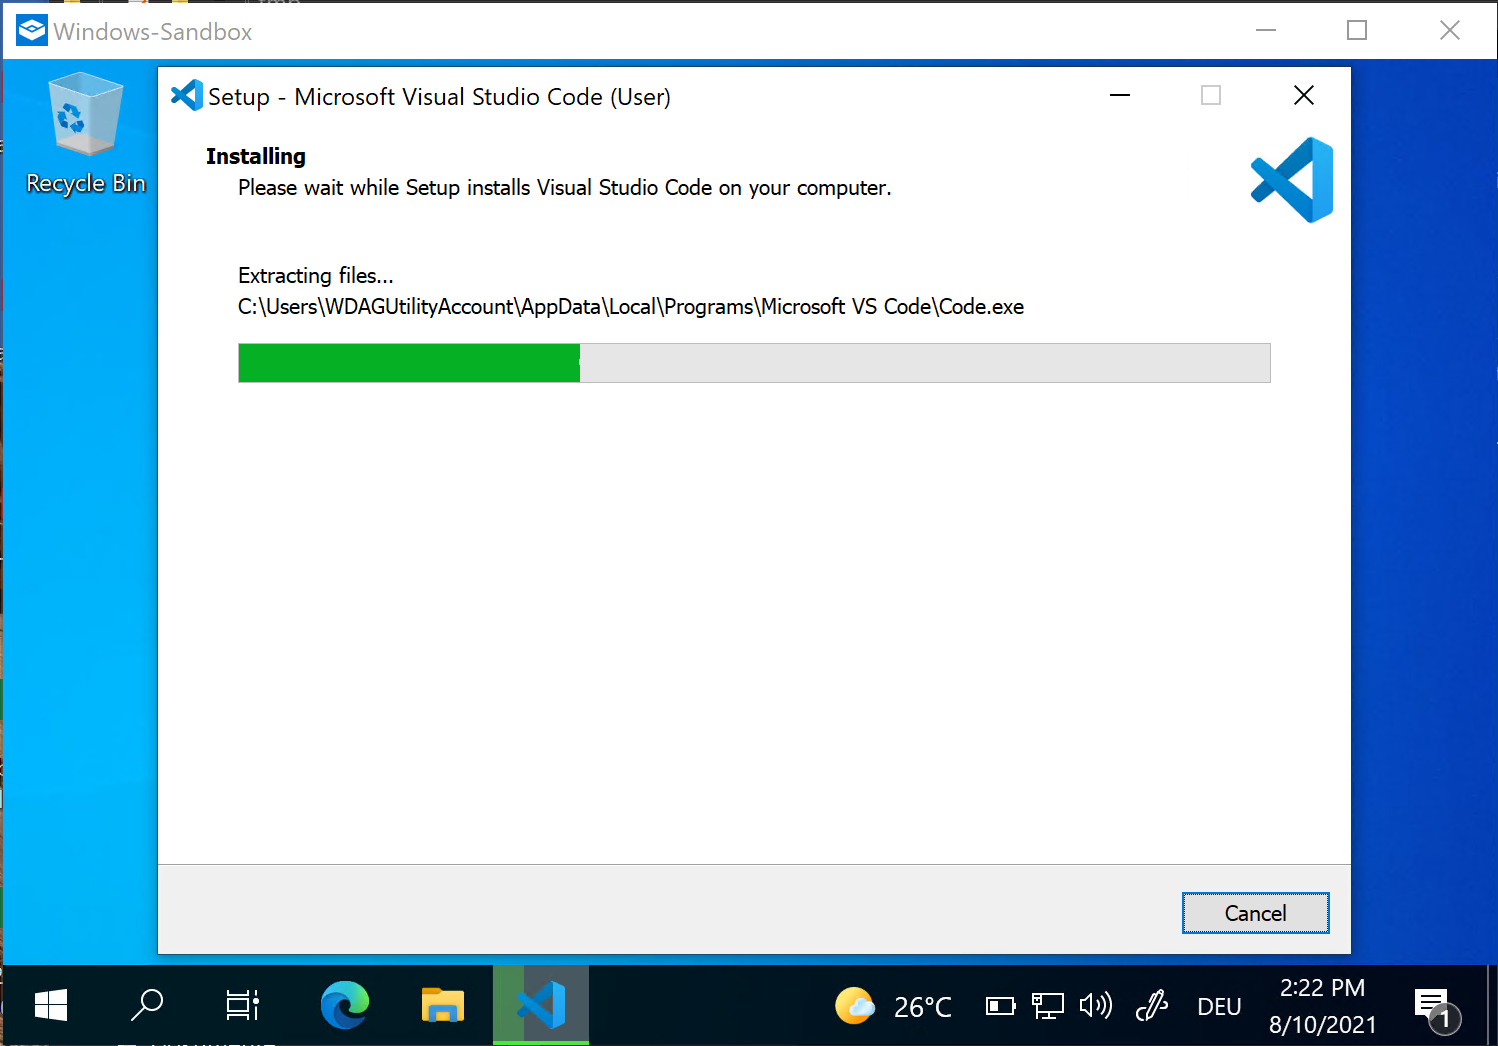 Windows-Sandbox
Recycle Bin
Setup - Microsoft Visual Studio Code (User)
Installing
Please wait while Setup installs Visual Studio Code on your computer.
Extracting files...
C:\Users\WDAGUtilityAccount\AppData\Local\Programs\Microsoft VS Code\Code.exe
Cancel
26°C
DEU
2:22 PM
8/10/2021
1